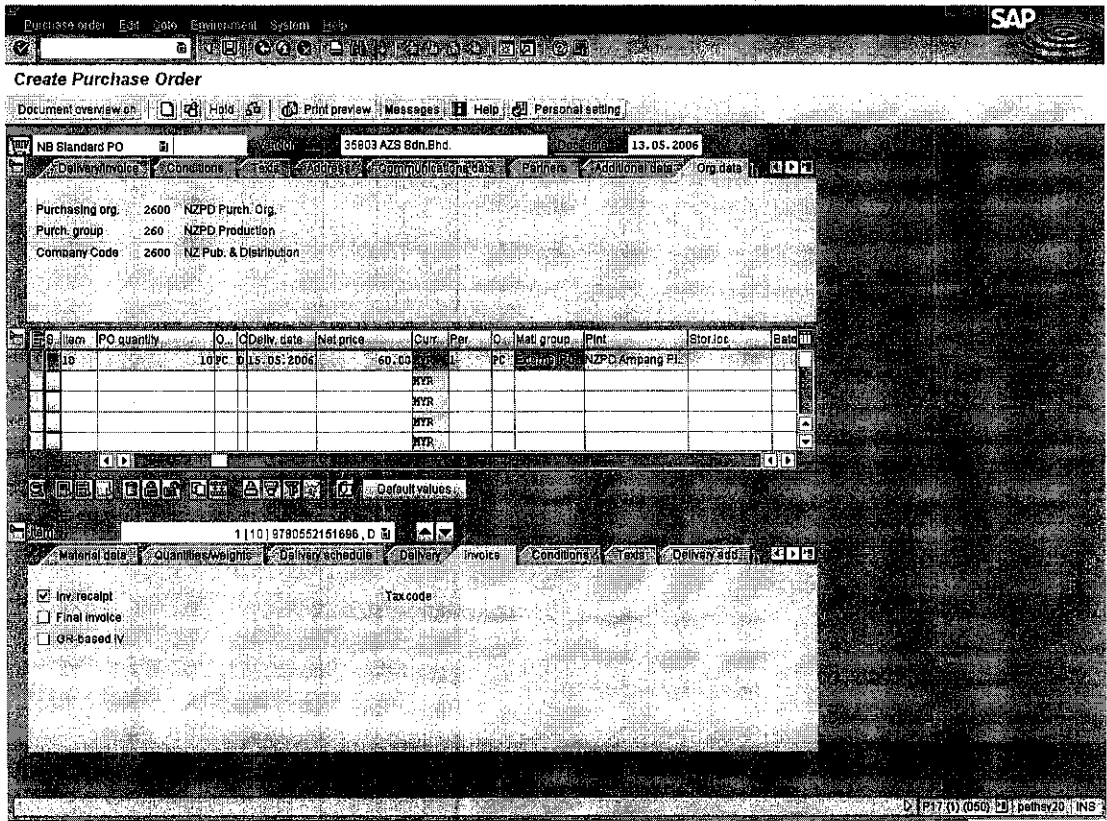 Purchase order Edit Goto Environment System Help
SAP
Create Purchase Order
Document overview on Hold Print preview Messages Help Personal setting
NB Standard PO 35803 AZS Sdn.Bhd. 13.05.2006
Delivery/Invoice Conditions Texts Address Communications data Partners Additional data Org.data
Purchasing org. 2600 NZPD Purch. Org.
Purch. group 260 NZPD Production
Company Code 2600 NZ Pub. & Distribution
S.. Item PO quantity O... C Deliv. date Net price Curr.. Per O.. Matl group Plnt Stor.loc Batc
10 10 PC D 15.05.2006 60.00 1 PC NZPD Ampang Pl..
MYR
MYR
MYR
MYR
Default values
Item 1 [ 10 ] 9780552151696 , D
Material data Quantities/Weights Delivery schedule Delivery Invoice Conditions Texts Delivery add
Inv. receipt Tax code
Final invoice
GR-based IV
P17 (1) (050) pethsy20 INS